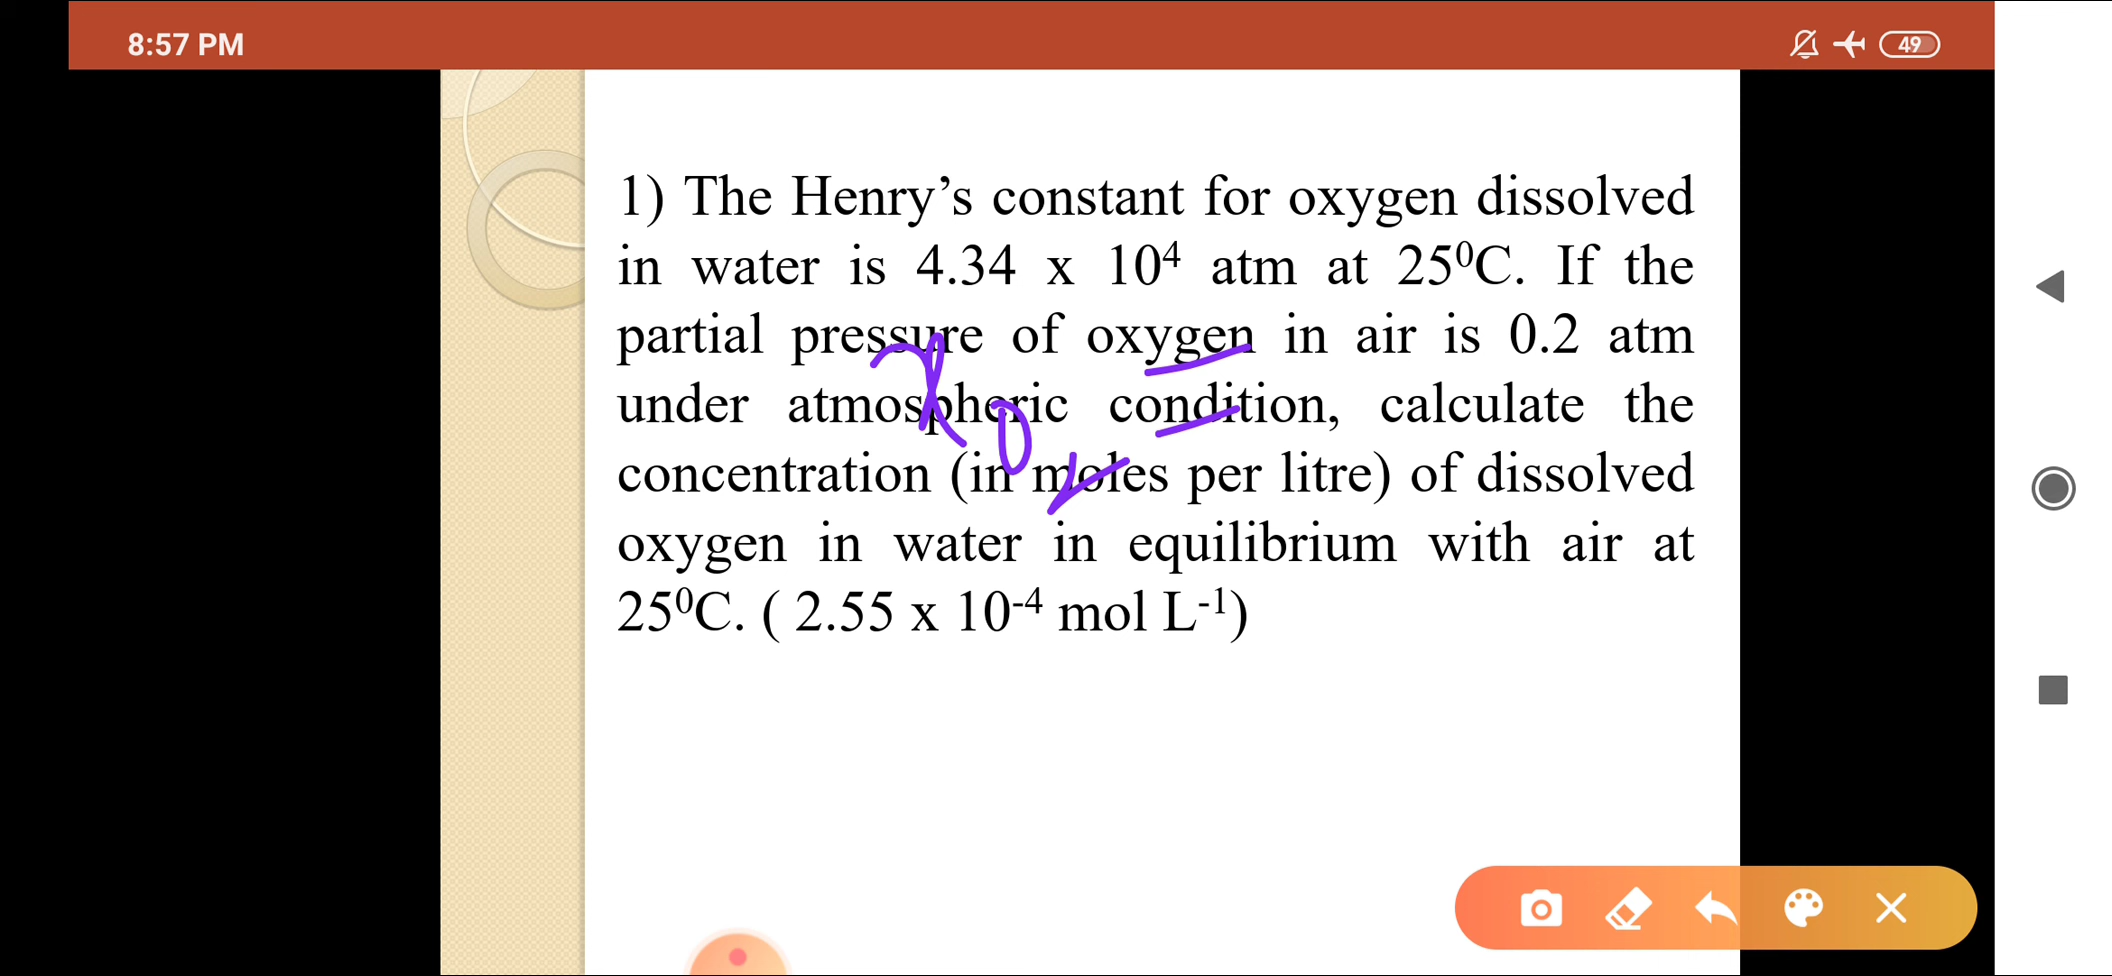 8:57 PM
49
1) The Henry’s constant for oxygen dissolved
in water is 4.34 x 10⁴ atm at 25⁰C. If the
partial pressure of oxygen in air is 0.2 atm
under atmospheric condition, calculate the
concentration (in moles per litre) of dissolved
oxygen in water in equilibrium with air at
25⁰C. ( 2.55 x 10⁻⁴ mol L⁻¹)